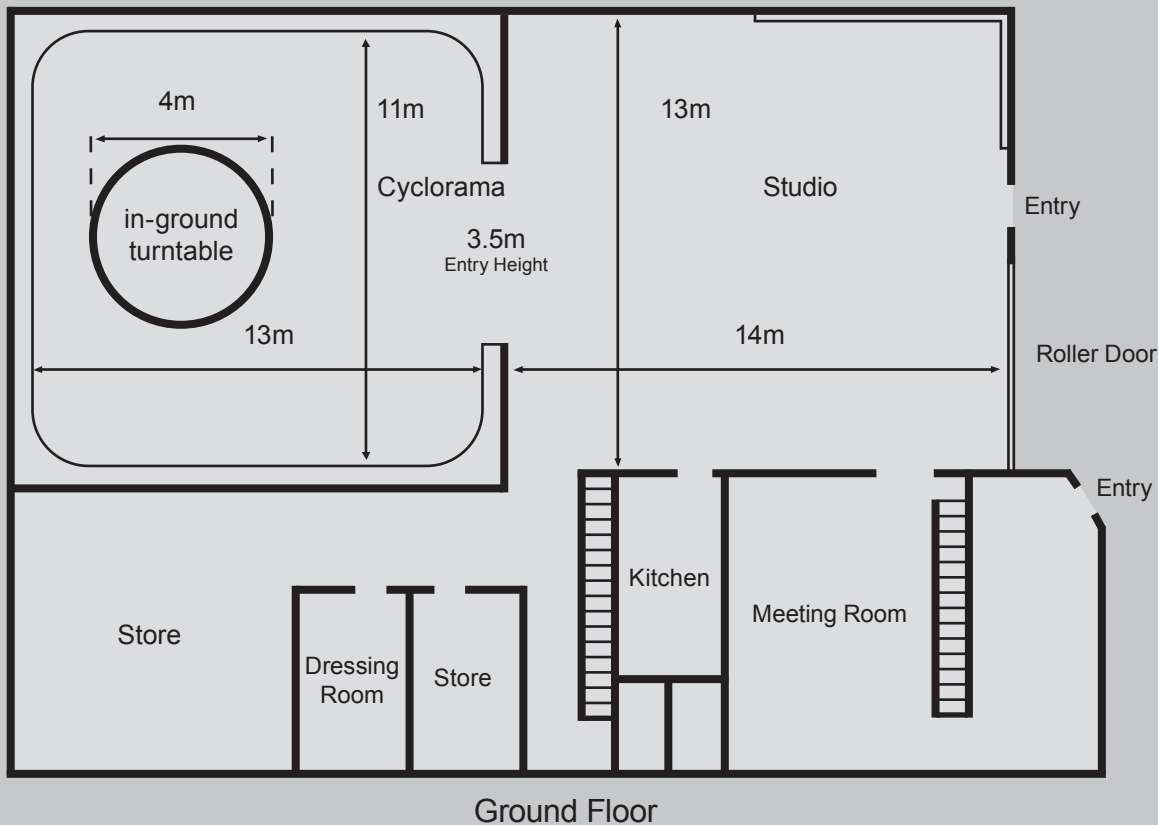 4m
11m
13m
Cyclorama
Studio
in-ground
turntable
Entry
3.5m
Entry Height
13m
14m
Roller Door
Entry
Kitchen
Meeting Room
Store
Dressing
Room
Store
Ground Floor